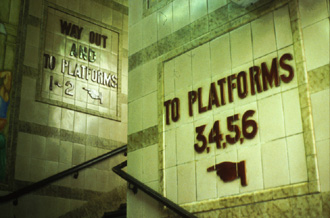 WAY OUT
AND
TO PLATFORMS
1-2
TO PLATFORMS
3,4,5,6